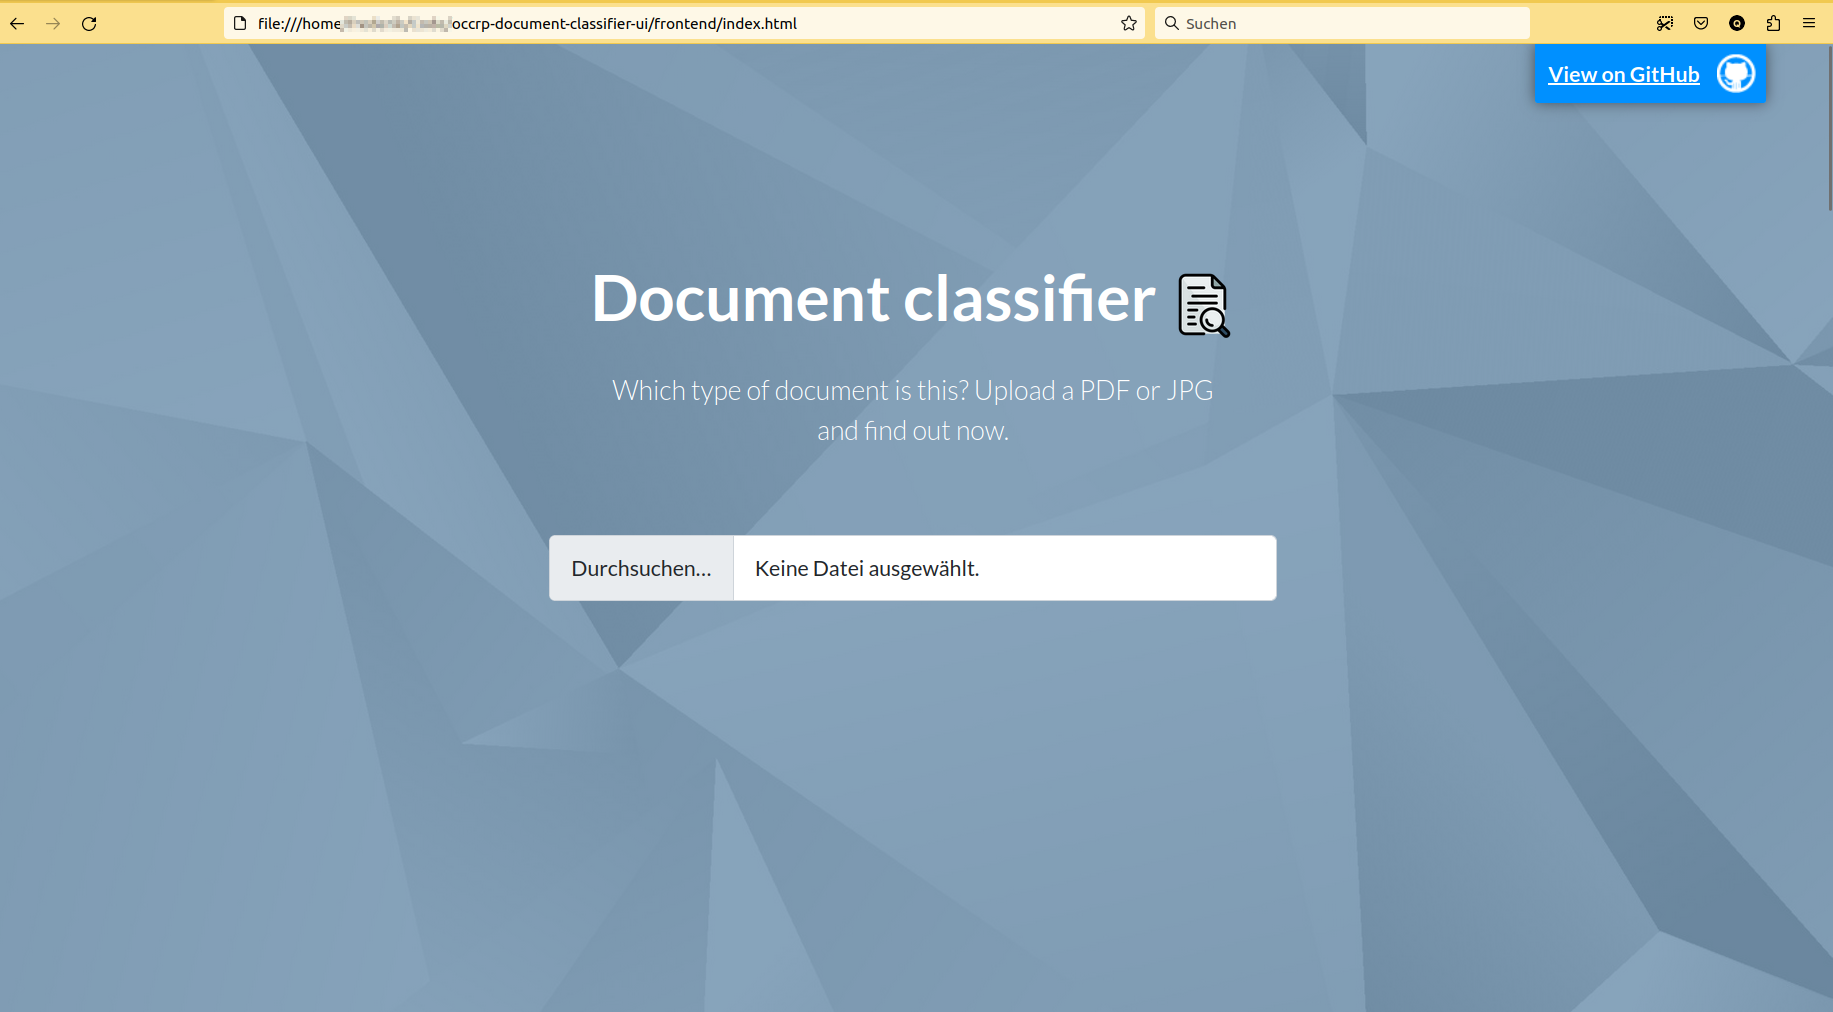 file:///home/ occrp-document-classifier-ui/frontend/index.html
Suchen
View on GitHub
Document classifier
Which type of document is this? Upload a PDF or JPG
and find out now.
Durchsuchen... Keine Datei ausgewählt.